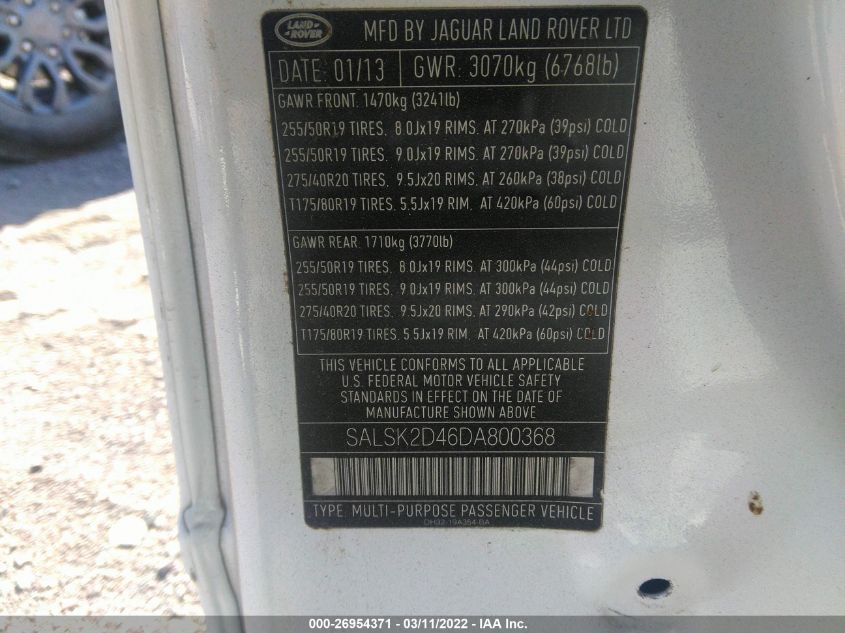 LAND
ROVER
MFD BY JAGUAR LAND ROVER LTD
DATE: 01/13 GWR: 3070kg (6768lb)
GAWR FRONT. 1470kg (3241lb)
255/50R19 TIRES. 8.0Jx19 RIMS. AT 270kPa (39psi) COLD
255/50R19 TIRES. 9.0Jx19 RIMS. AT 270kPa (39psi) COLD
275/40R20 TIRES. 9.5Jx20 RIMS. AT 260kPa (38psi) COLD
T175/80R19 TIRES. 5.5Jx19 RIM. AT 420kPa (60psi) COLD
GAWR REAR. 1710kg (3770lb)
255/50R19 TIRES. 8.0Jx19 RIMS. AT 300kPa (44psi) COLD
255/50R19 TIRES. 9.0Jx19 RIMS. AT 300kPa (44psi) COLD
275/40R20 TIRES. 9.5Jx20 RIMS. AT 290kPa (42psi) COLD
T175/80R19 TIRES. 5.5Jx19 RIM. AT 420kPa (60psi) COLD
THIS VEHICLE CONFORMS TO ALL APPLICABLE
U.S. FEDERAL MOTOR VEHICLE SAFETY
STANDARDS IN EFFECT ON THE DATE OF
MANUFACTURE SHOWN ABOVE
SALSK2D46DA800368
TYPE: MULTI-PURPOSE PASSENGER VEHICLE
DH32-19A354-BA
000-26954371 - 03/11/2022 - IAA Inc.